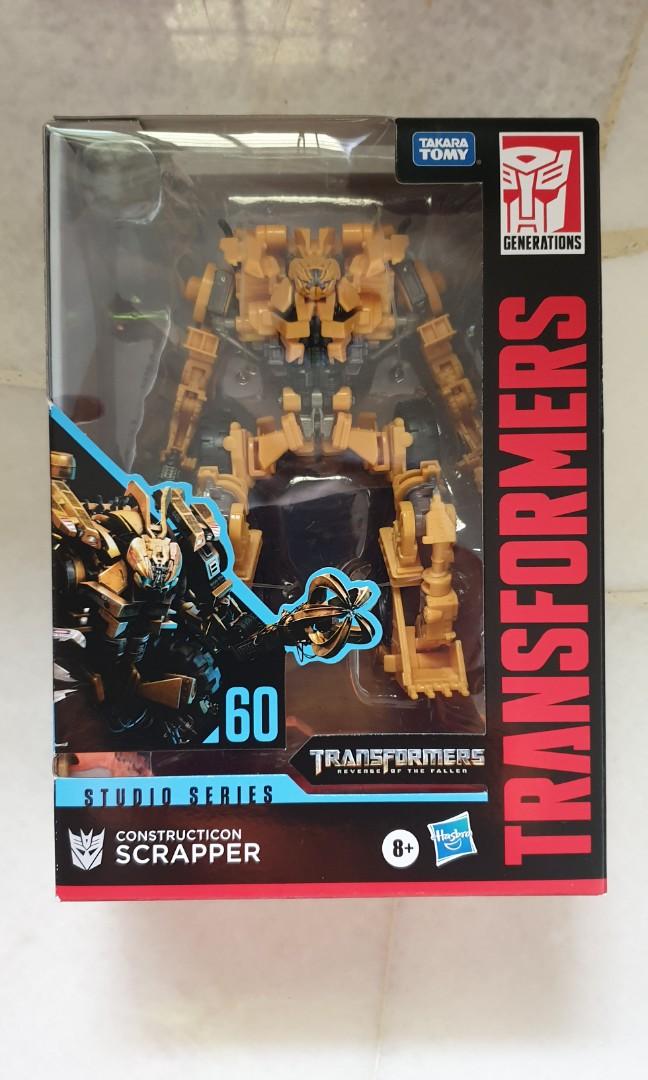 TAKARA
TOMY
GENERATIONS
TRANSFORMERS
60
TRANSFORMERS
REVENGE OF THE FALLEN
STUDIO SERIES
CONSTRUCTICON
SCRAPPER
8+
Hasbro